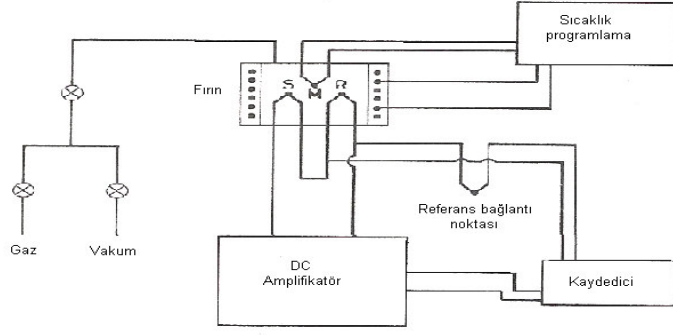 Sıcaklık
programlama
Fırın
S
M
R
Referans bağlantı
noktası
Gaz
Vakum
DC
Amplifikatör
Kaydedici